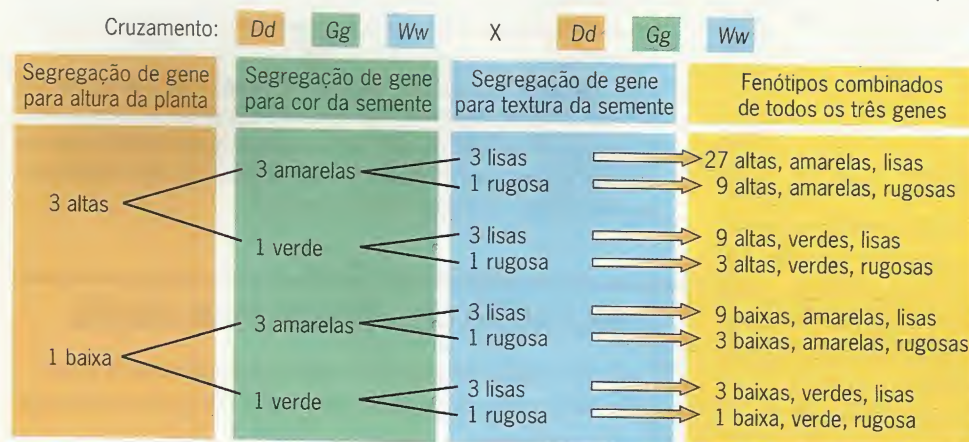 Cruzamento: Dd Gg Ww X Dd Gg Ww
Segregação de gene
para altura da planta
Segregação de gene
para cor da semente
Segregação de gene
para textura da semente
Fenótipos combinados
de todos os três genes
3 altas
3 amarelas
3 lisas
27 altas, amarelas, lisas
1 rugosa
9 altas, amarelas, rugosas
1 verde
3 lisas
9 altas, verdes, lisas
1 rugosa
3 altas, verdes, rugosas
1 baixa
3 amarelas
3 lisas
9 baixas, amarelas, lisas
1 rugosa
3 baixas, amarelas, rugosas
1 verde
3 lisas
3 baixas, verdes, lisas
1 rugosa
1 baixa, verde, rugosa